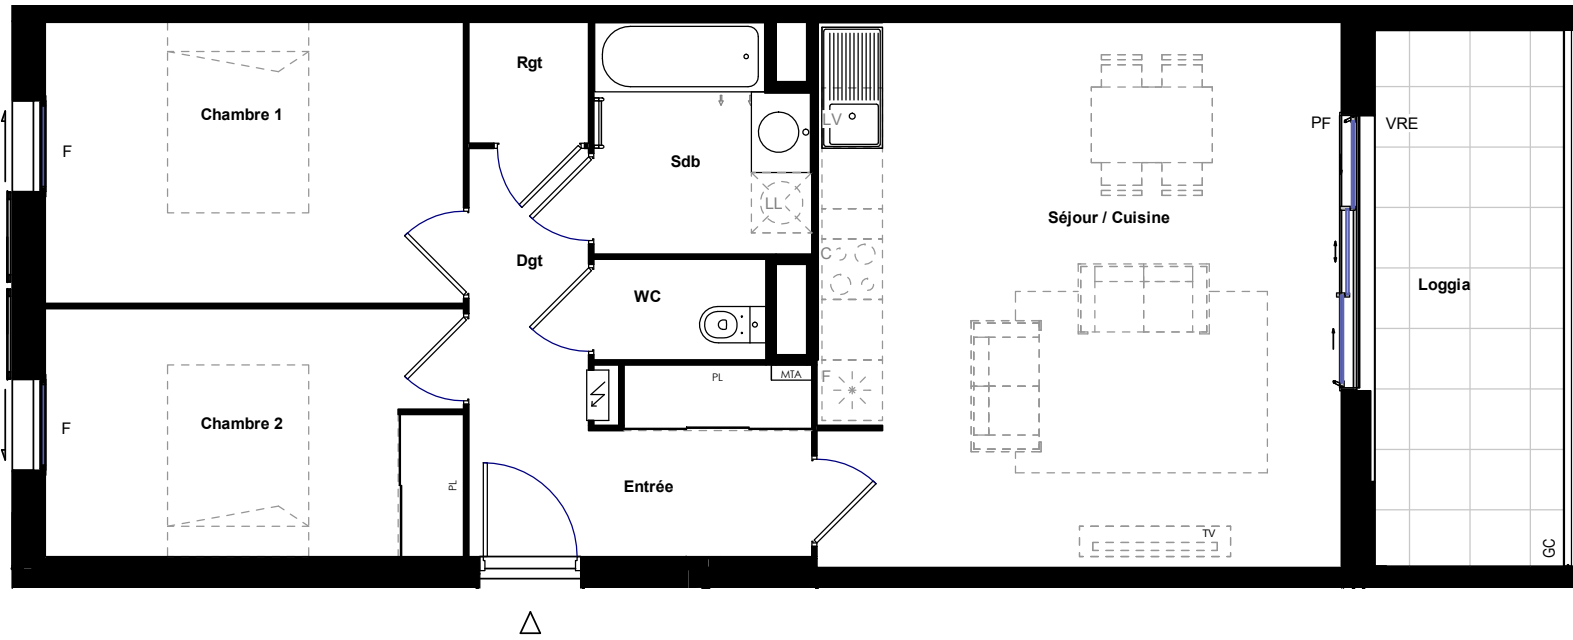 Rgt
Chambre 1
LV
PF
VRE
F
Sdb
LL
Séjour / Cuisine
Dgt
C
Loggia
WC
PL
MTA
F
Chambre 2
F
PL
Entrée
TV
GC